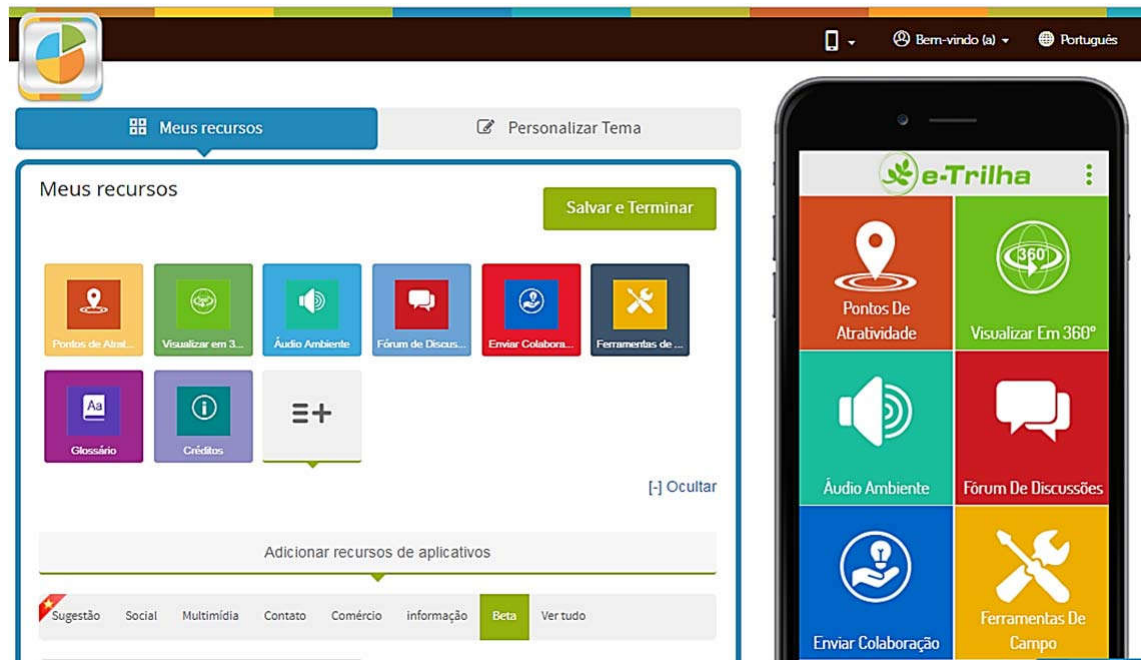 Bem-vindo (a)
Português
Meus recursos
Personalizar Tema
Meus recursos
Salvar e Terminar
Pontos de Atrat...
Visualizar em 3...
Áudio Ambiente
Fórum de Discus...
Enviar Colabora...
Ferramentas de ...
Aa
Glossário
Créditos
[-] Ocultar
Adicionar recursos de aplicativos
Sugestão
Social
Multimídia
Contato
Comércio
informação
Beta
Ver tudo
e-Trilha
Pontos De
Atratividade
360°
Visualizar Em 360º
Áudio Ambiente
Fórum De Discussões
Enviar Colaboração
Ferramentas De
Campo